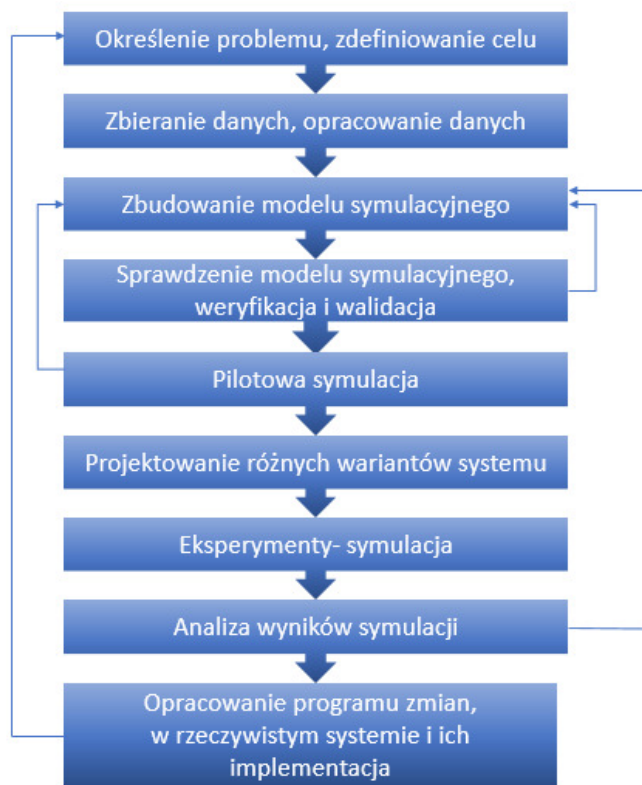 Określenie problemu, zdefiniowanie celu
Zbieranie danych, opracowanie danych
Zbudowanie modelu symulacyjnego
Sprawdzenie modelu symulacyjnego,
weryfikacja i walidacja
Pilotowa symulacja
Projektowanie różnych wariantów systemu
Eksperymenty- symulacja
Analiza wyników symulacji
Opracowanie programu zmian,
w rzeczywistym systemie i ich
implementacja